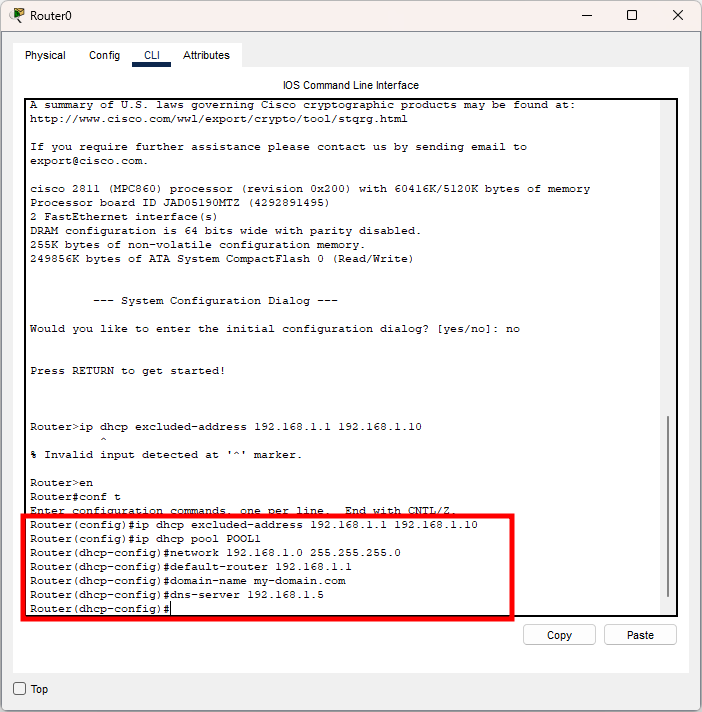 Router0
Physical Config CLI Attributes
IOS Command Line Interface
A summary of U.S. laws governing Cisco cryptographic products may be found at:
http://www.cisco.com/wwl/export/crypto/tool/stqrg.html
If you require further assistance please contact us by sending email to
export@cisco.com.
cisco 2811 (MPC860) processor (revision 0x200) with 60416K/5120K bytes of memory
Processor board ID JAD05190MTZ (4292891495)
2 FastEthernet interface(s)
DRAM configuration is 64 bits wide with parity disabled.
255K bytes of non-volatile configuration memory.
249856K bytes of ATA System CompactFlash 0 (Read/Write)
--- System Configuration Dialog ---
Would you like to enter the initial configuration dialog? [yes/no]: no
Press RETURN to get started!
Router>ip dhcp excluded-address 192.168.1.1 192.168.1.10
^
% Invalid input detected at '^' marker.
Router>en
Router#conf t
Enter configuration commands, one per line. End with CNTL/Z.
Router(config)#ip dhcp excluded-address 192.168.1.1 192.168.1.10
Router(config)#ip dhcp pool POOL1
Router(dhcp-config)#network 192.168.1.0 255.255.255.0
Router(dhcp-config)#default-router 192.168.1.1
Router(dhcp-config)#domain-name my-domain.com
Router(dhcp-config)#dns-server 192.168.1.5
Router(dhcp-config)#
Copy Paste
Top